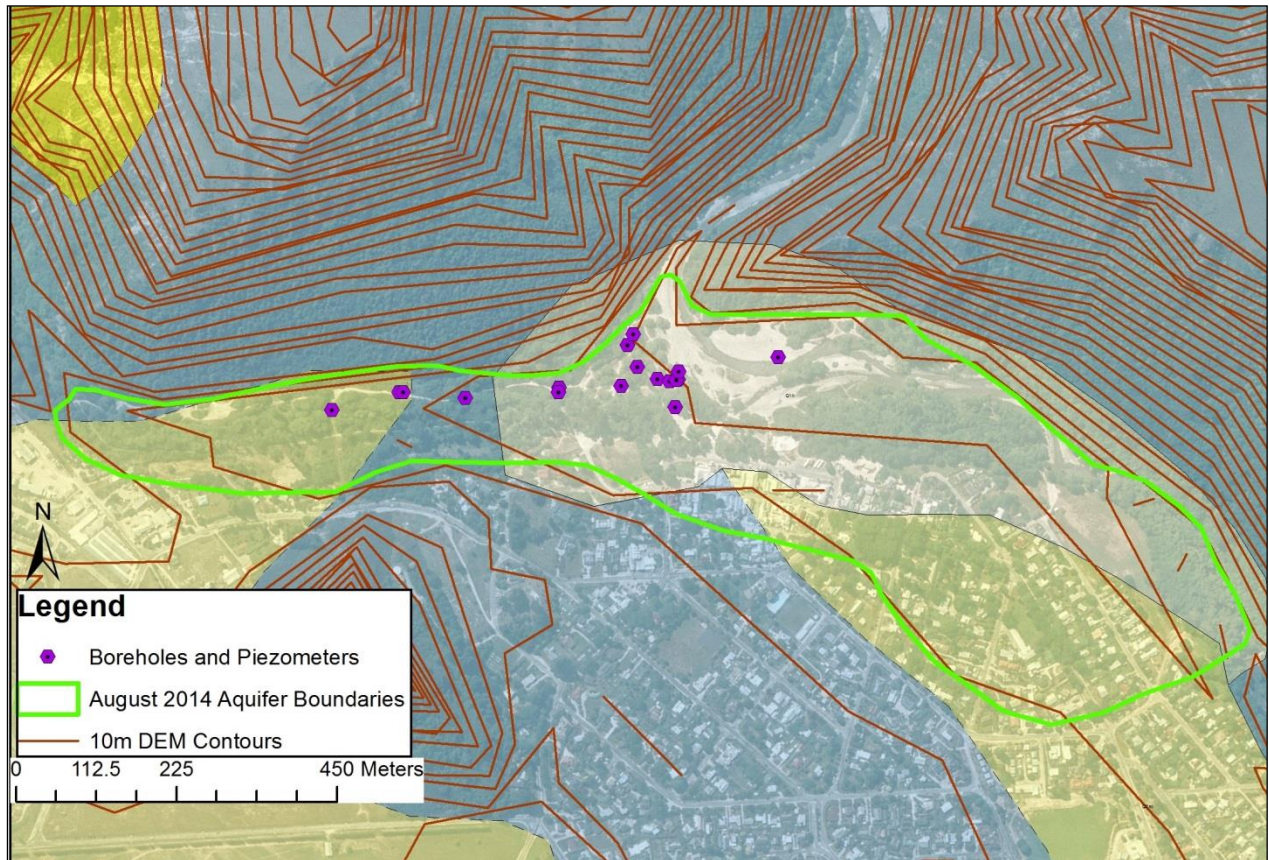 N
Legend
Boreholes and Piezometers
August 2014 Aquifer Boundaries
10m DEM Contours
0 112.5 225 450 Meters